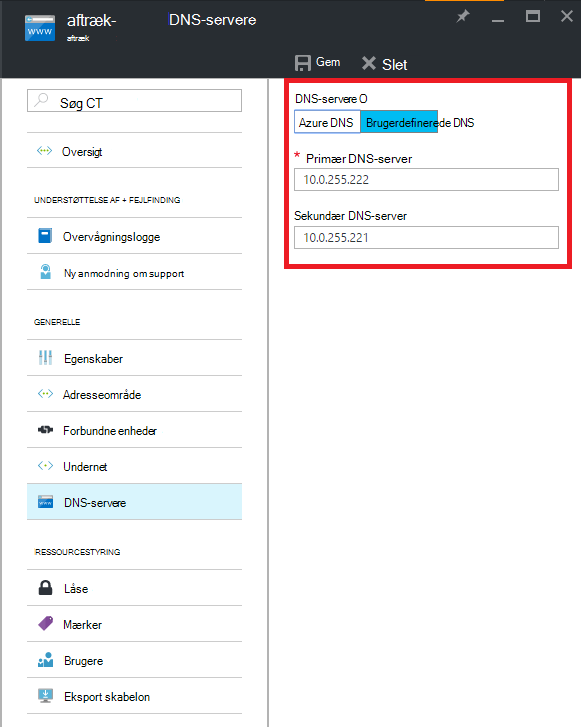 aftræk-
DNS-servere
aftræk
Gem
Slet
Søg CT
Oversigt
UNDERSTØTTELSE AF + FEJLFINDING
Overvågningslogge
Ny anmodning om support
GENERELLE
Egenskaber
Adresseområde
Forbundne enheder
Undernet
DNS-servere
RESSOURCESTYRING
Låse
Mærker
Brugere
Eksport skabelon
DNS-servere O
Azure DNS
Brugerdefinerede DNS
* Primær DNS-server
10.0.255.222
Sekundær DNS-server
10.0.255.221